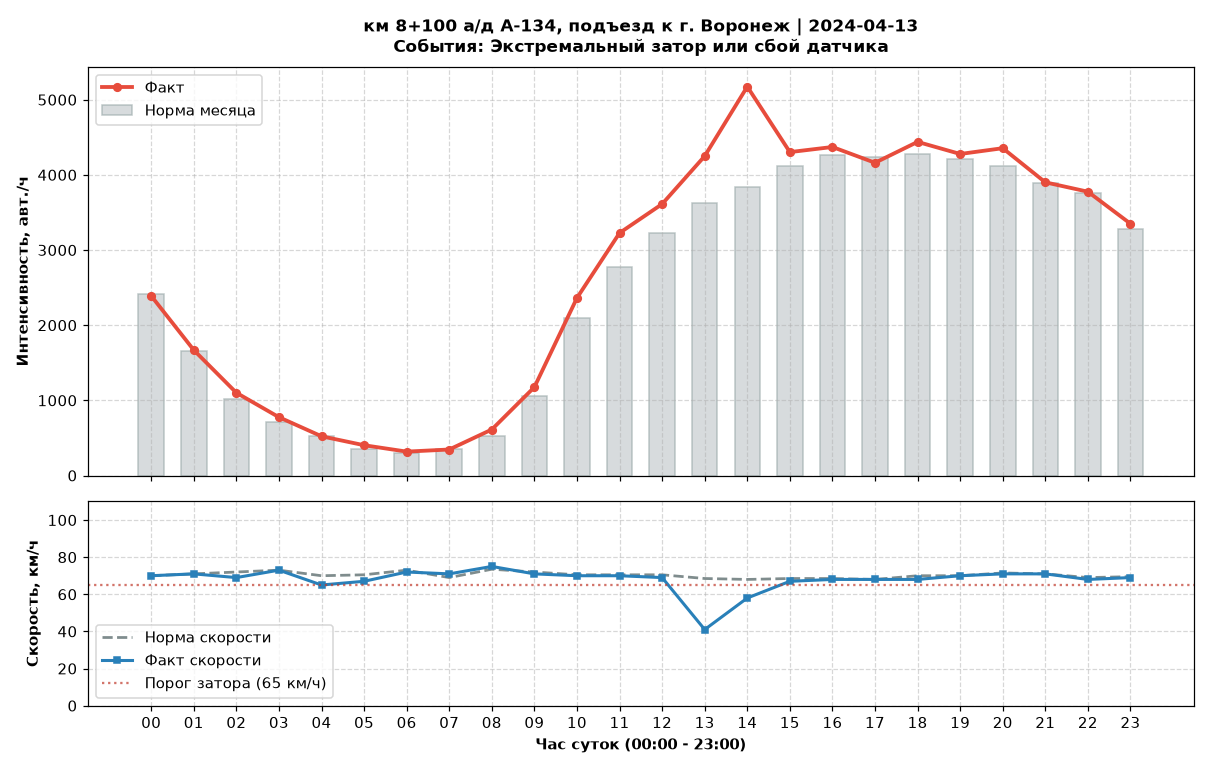 км 8+100 а/д А-134, подъезд к г. Воронеж | 2024-04-13
События: Экстремальный затор или сбой датчика
Интенсивность, авт./ч
5000
4000
3000
2000
1000
0
Факт
Норма месяца
Скорость, км/ч
100
80
60
40
20
0
Норма скорости
Факт скорости
Порог затора (65 км/ч)
00 01 02 03 04 05 06 07 08 09 10 11 12 13 14 15 16 17 18 19 20 21 22 23
Час суток (00:00 - 23:00)